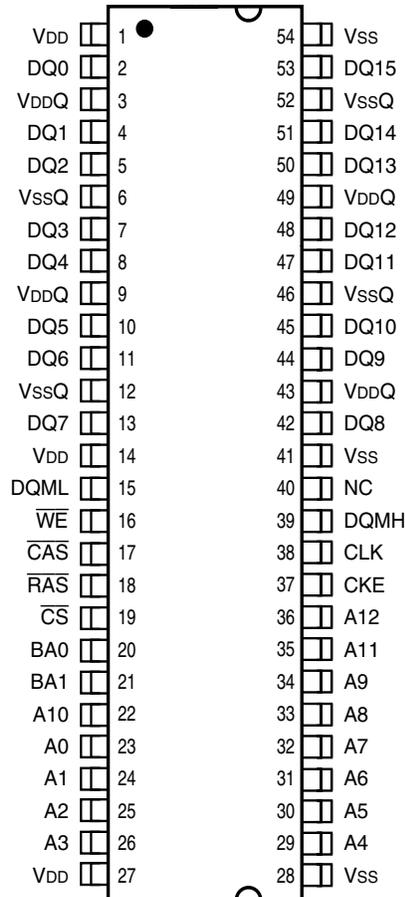 VDD 1 54 VSS
DQ0 2 53 DQ15
VDDQ 3 52 VSSQ
DQ1 4 51 DQ14
DQ2 5 50 DQ13
VSSQ 6 49 VDDQ
DQ3 7 48 DQ12
DQ4 8 47 DQ11
VDDQ 9 46 VSSQ
DQ5 10 45 DQ10
DQ6 11 44 DQ9
VSSQ 12 43 VDDQ
DQ7 13 42 DQ8
VDD 14 41 VSS
DQML 15 40 NC
W̅E̅ 16 39 DQMH
C̅A̅S̅ 17 38 CLK
R̅A̅S̅ 18 37 CKE
C̅S̅ 19 36 A12
BA0 20 35 A11
BA1 21 34 A9
A10 22 33 A8
A0 23 32 A7
A1 24 31 A6
A2 25 30 A5
A3 26 29 A4
VDD 27 28 VSS